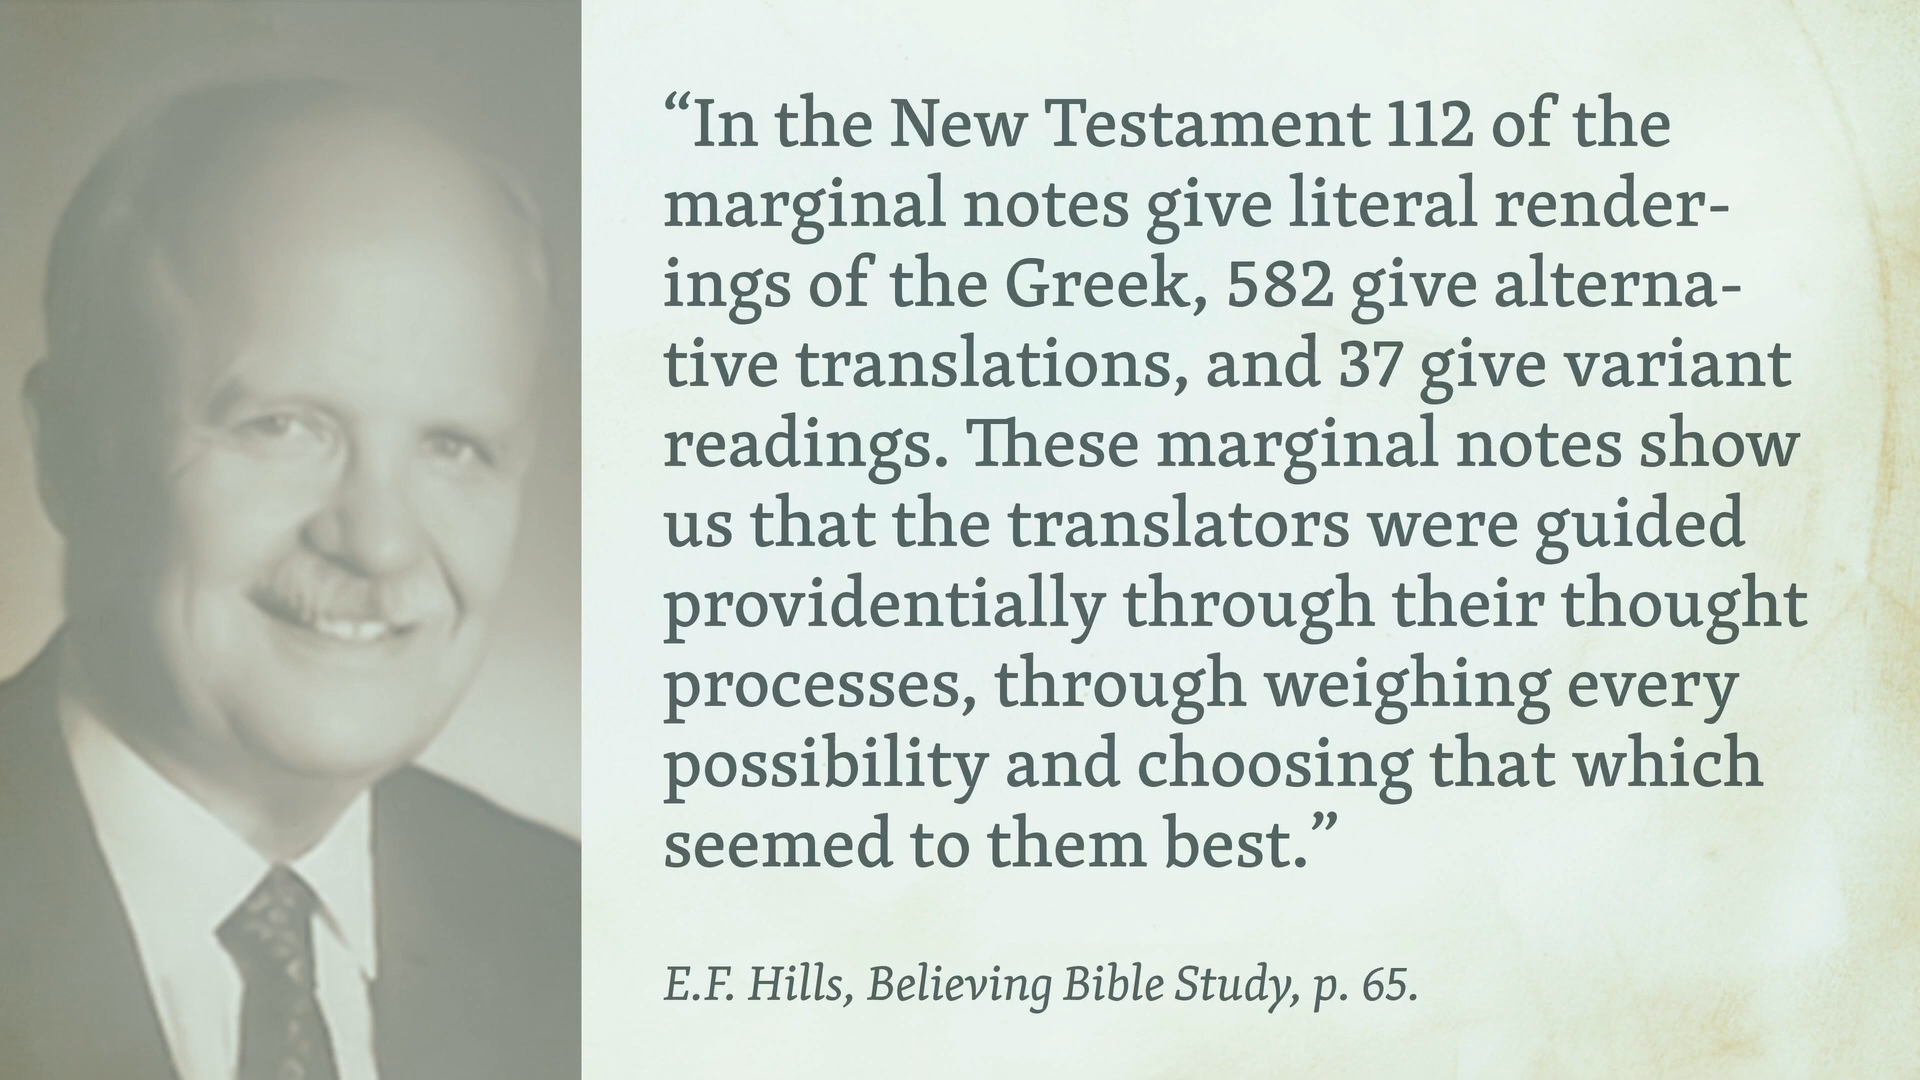 “In the New Testament 112 of the
marginal notes give literal render-
ings of the Greek, 582 give alterna-
tive translations, and 37 give variant
readings. These marginal notes show
us that the translators were guided
providentially through their thought
processes, through weighing every
possibility and choosing that which
seemed to them best.”
E.F. Hills, Believing Bible Study, p. 65.